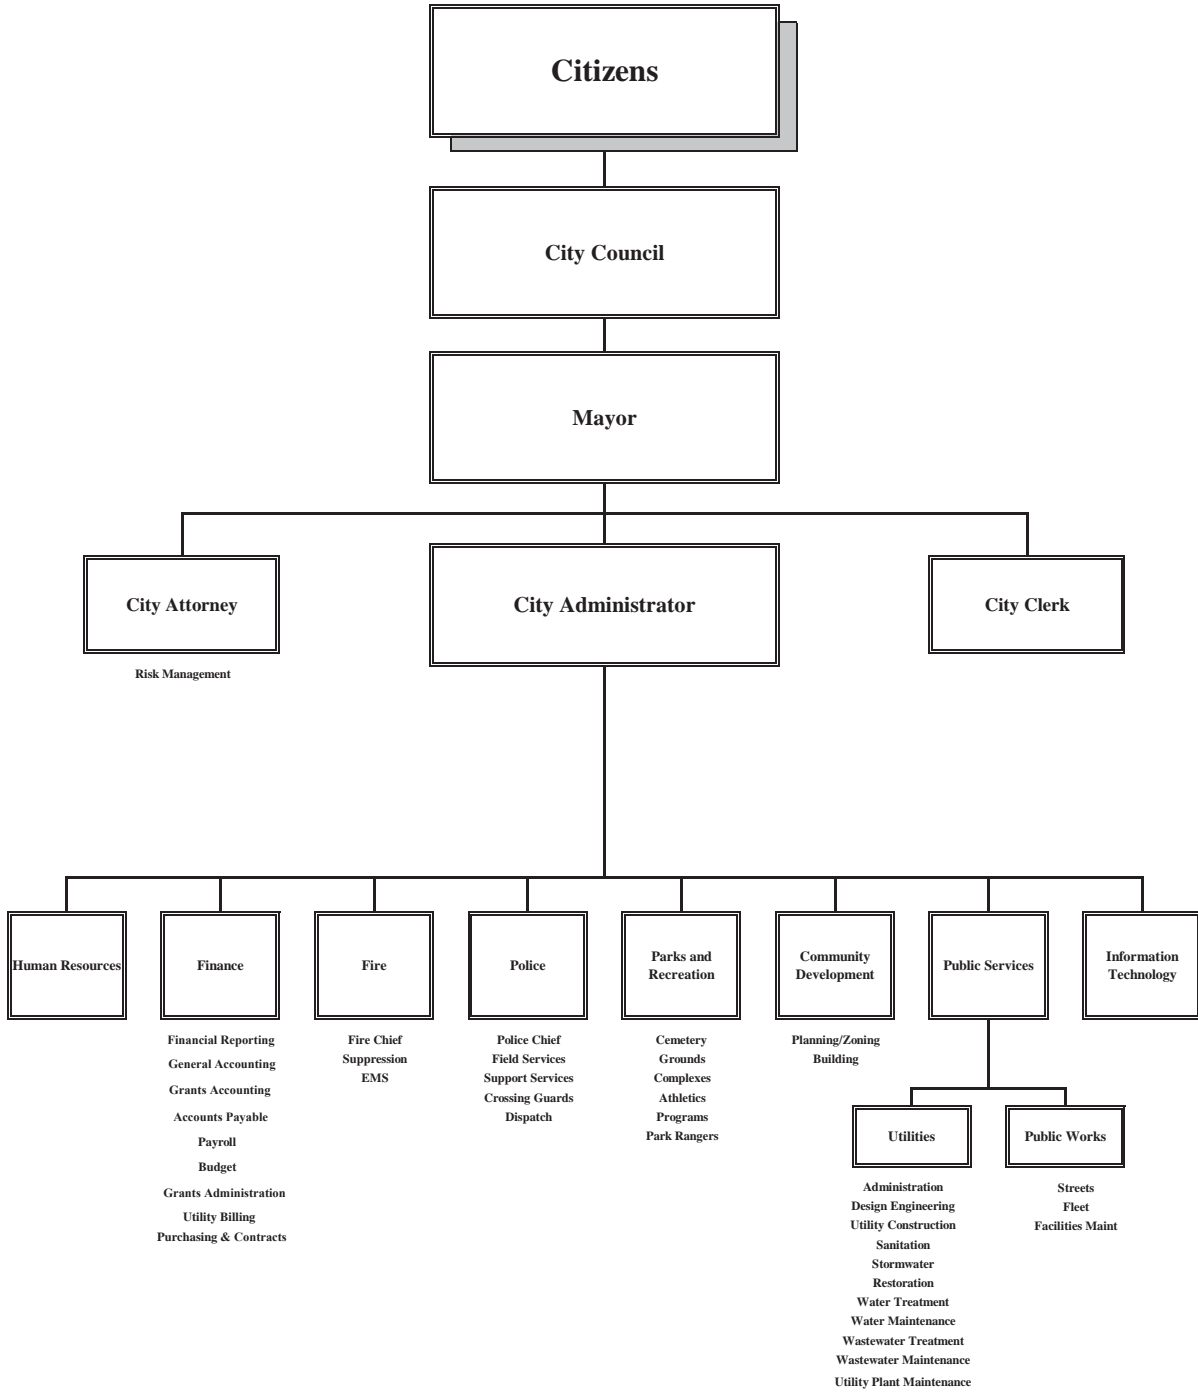 Citizens
City Council
Mayor
City Attorney
Risk Management
City Administrator
City Clerk
Human Resources
Finance
Financial Reporting
General Accounting
Grants Accounting
Accounts Payable
Payroll
Budget
Grants Administration
Utility Billing
Purchasing & Contracts
Fire
Fire Chief
Suppression
EMS
Police
Police Chief
Field Services
Support Services
Crossing Guards
Dispatch
Parks and
Recreation
Cemetery
Grounds
Complexes
Athletics
Programs
Park Rangers
Community
Development
Planning/Zoning
Building
Public Services
Utilities
Administration
Design Engineering
Utility Construction
Sanitation
Stormwater
Restoration
Water Treatment
Water Maintenance
Wastewater Treatment
Wastewater Maintenance
Utility Plant Maintenance
Public Works
Streets
Fleet
Facilities Maint
Information
Technology